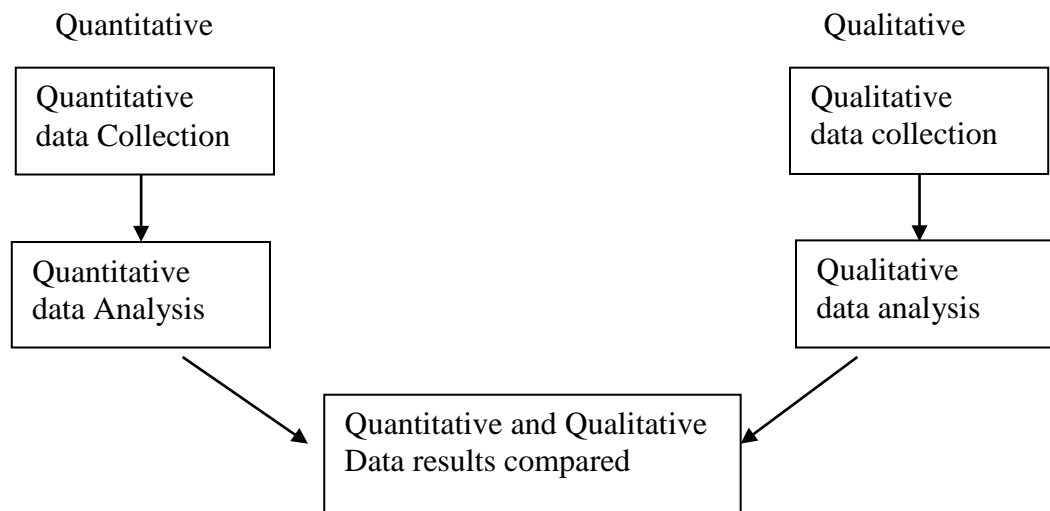 Quantitative
Qualitative
Quantitative
data Collection
Qualitative
data collection
Quantitative
data Analysis
Qualitative
data analysis
Quantitative and Qualitative
Data results compared